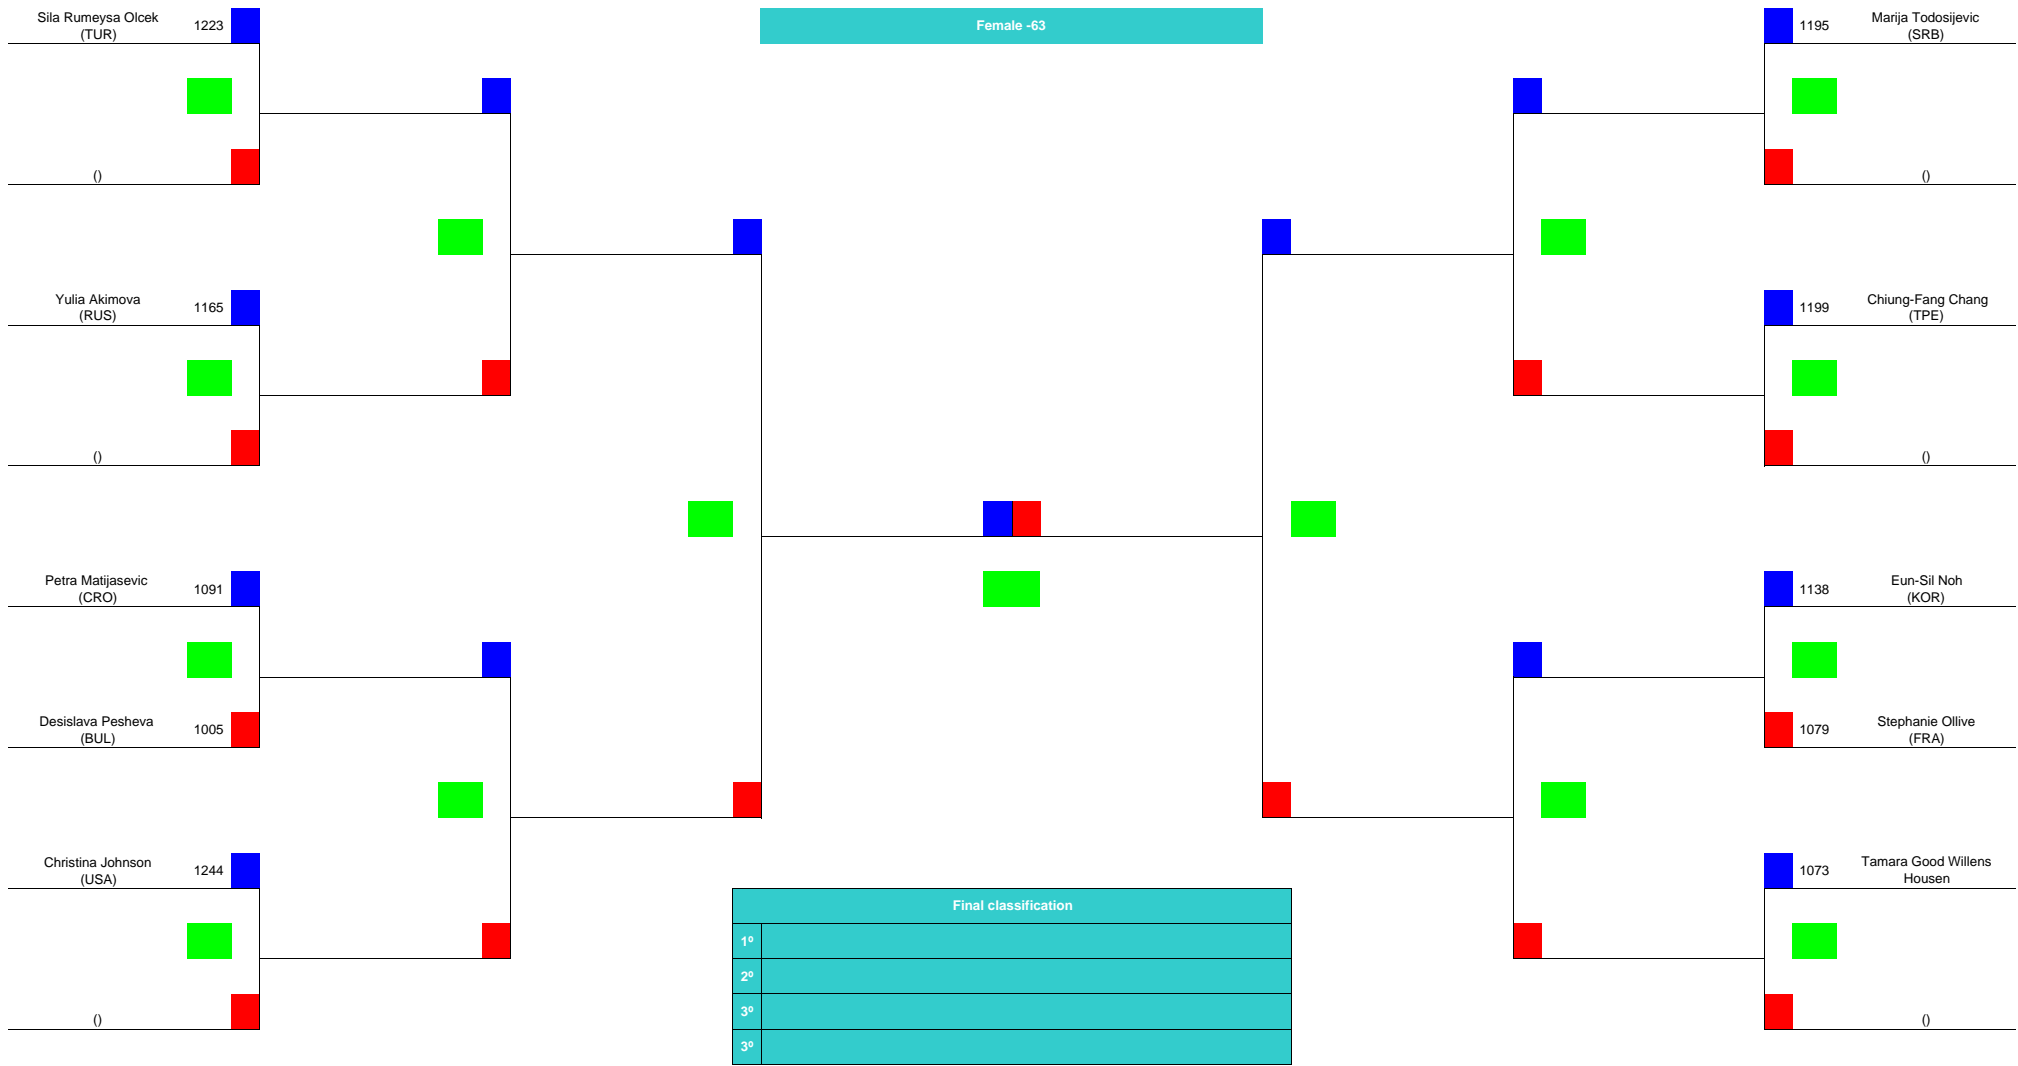 Female -63
Sila Rumeysa Olcek
(TUR)
1223
()
Yulia Akimova
(RUS)
1165
()
Petra Matijasevic
(CRO)
1091
Desislava Pesheva
(BUL)
1005
Christina Johnson
(USA)
1244
()
1195
Marija Todosijevic
(SRB)
()
1199
Chiung-Fang Chang
(TPE)
()
1138
Eun-Sil Noh
(KOR)
1079
Stephanie Ollive
(FRA)
1073
Tamara Good Willens
Housen
()
Final classification
1º
2º
3º
3º